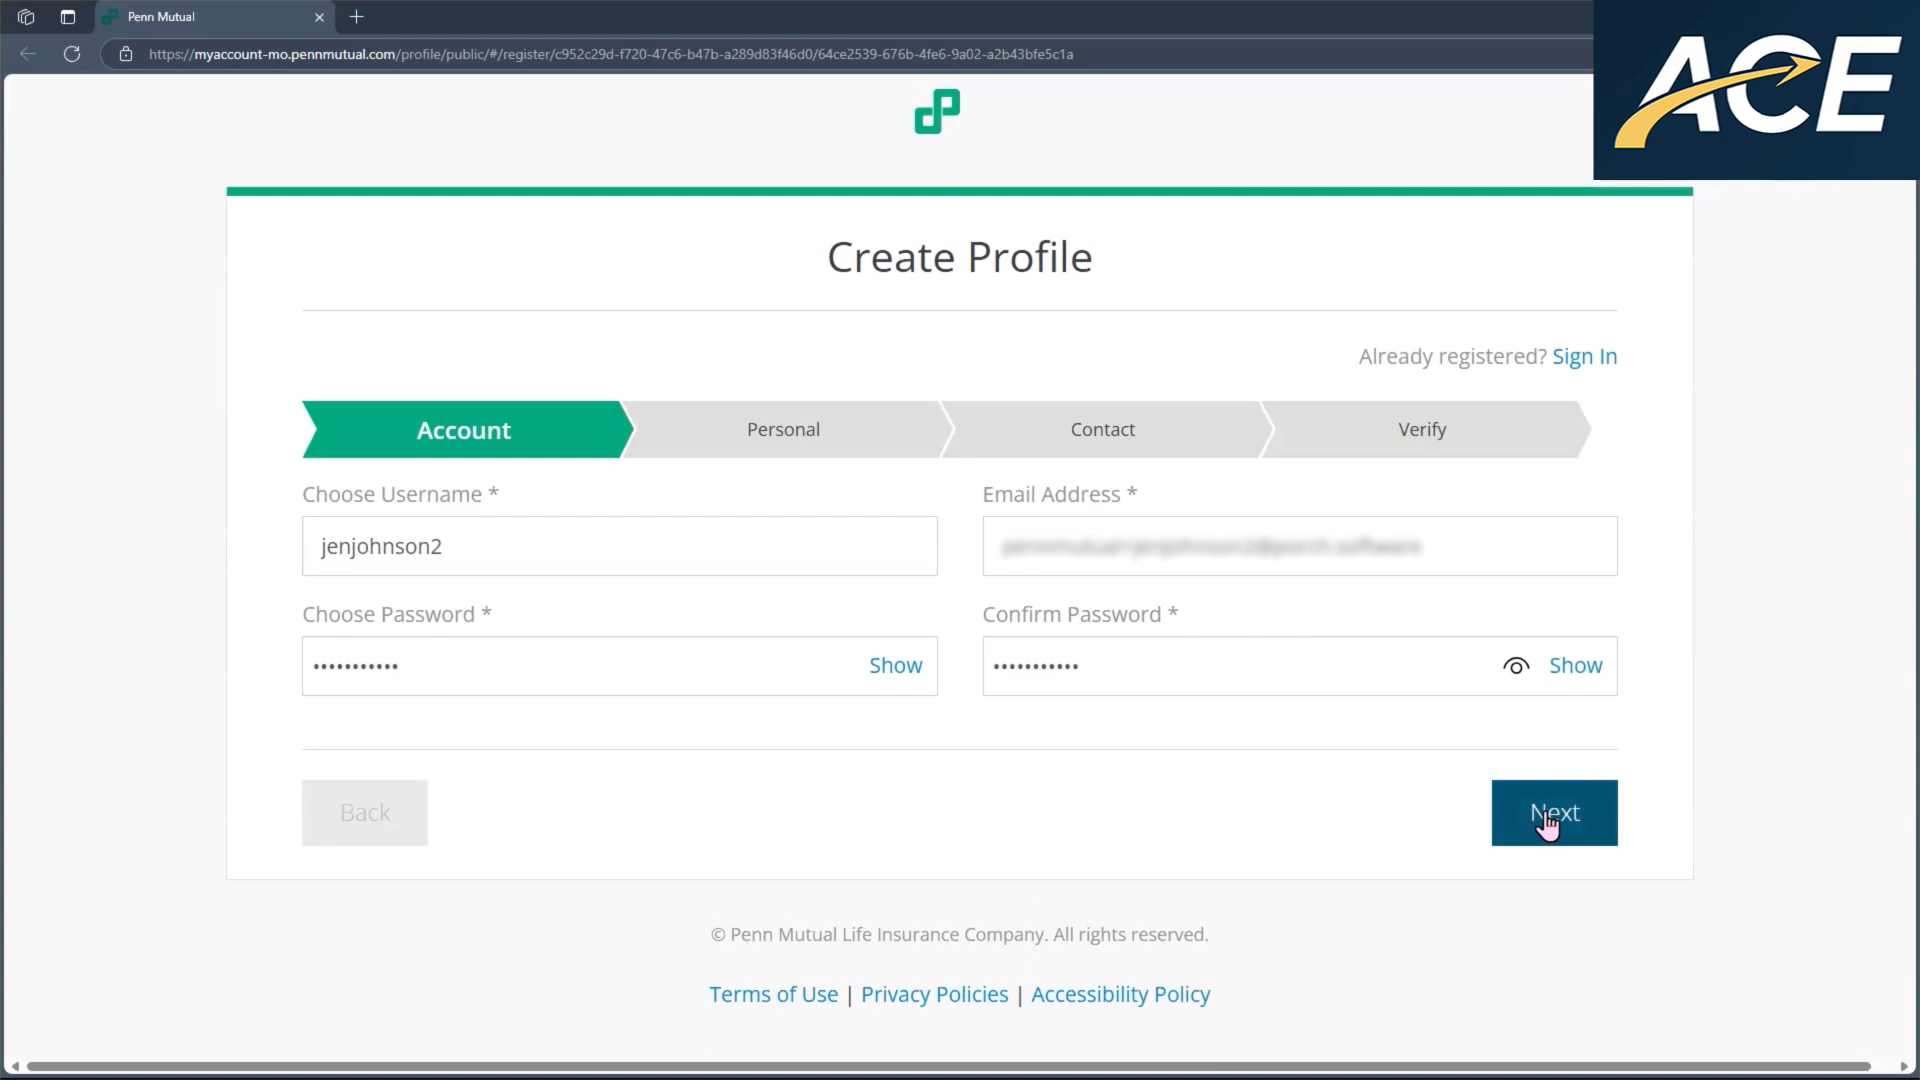 Penn Mutual
https://myaccount-mo.pennmutual.com/profile/public/#/register/c952c29d-f720-47c6-b47b-a289d83f46d0/64ce2539-676b-4fe6-9a02-a2b43bfe5c1a
ACE
Create Profile
Already registered? Sign In
Account
Personal
Contact
Verify
Choose Username *
Email Address *
jenjohnson2
Choose Password *
Confirm Password *
Show
Show
Back
Next
© Penn Mutual Life Insurance Company. All rights reserved.
Terms of Use | Privacy Policies | Accessibility Policy